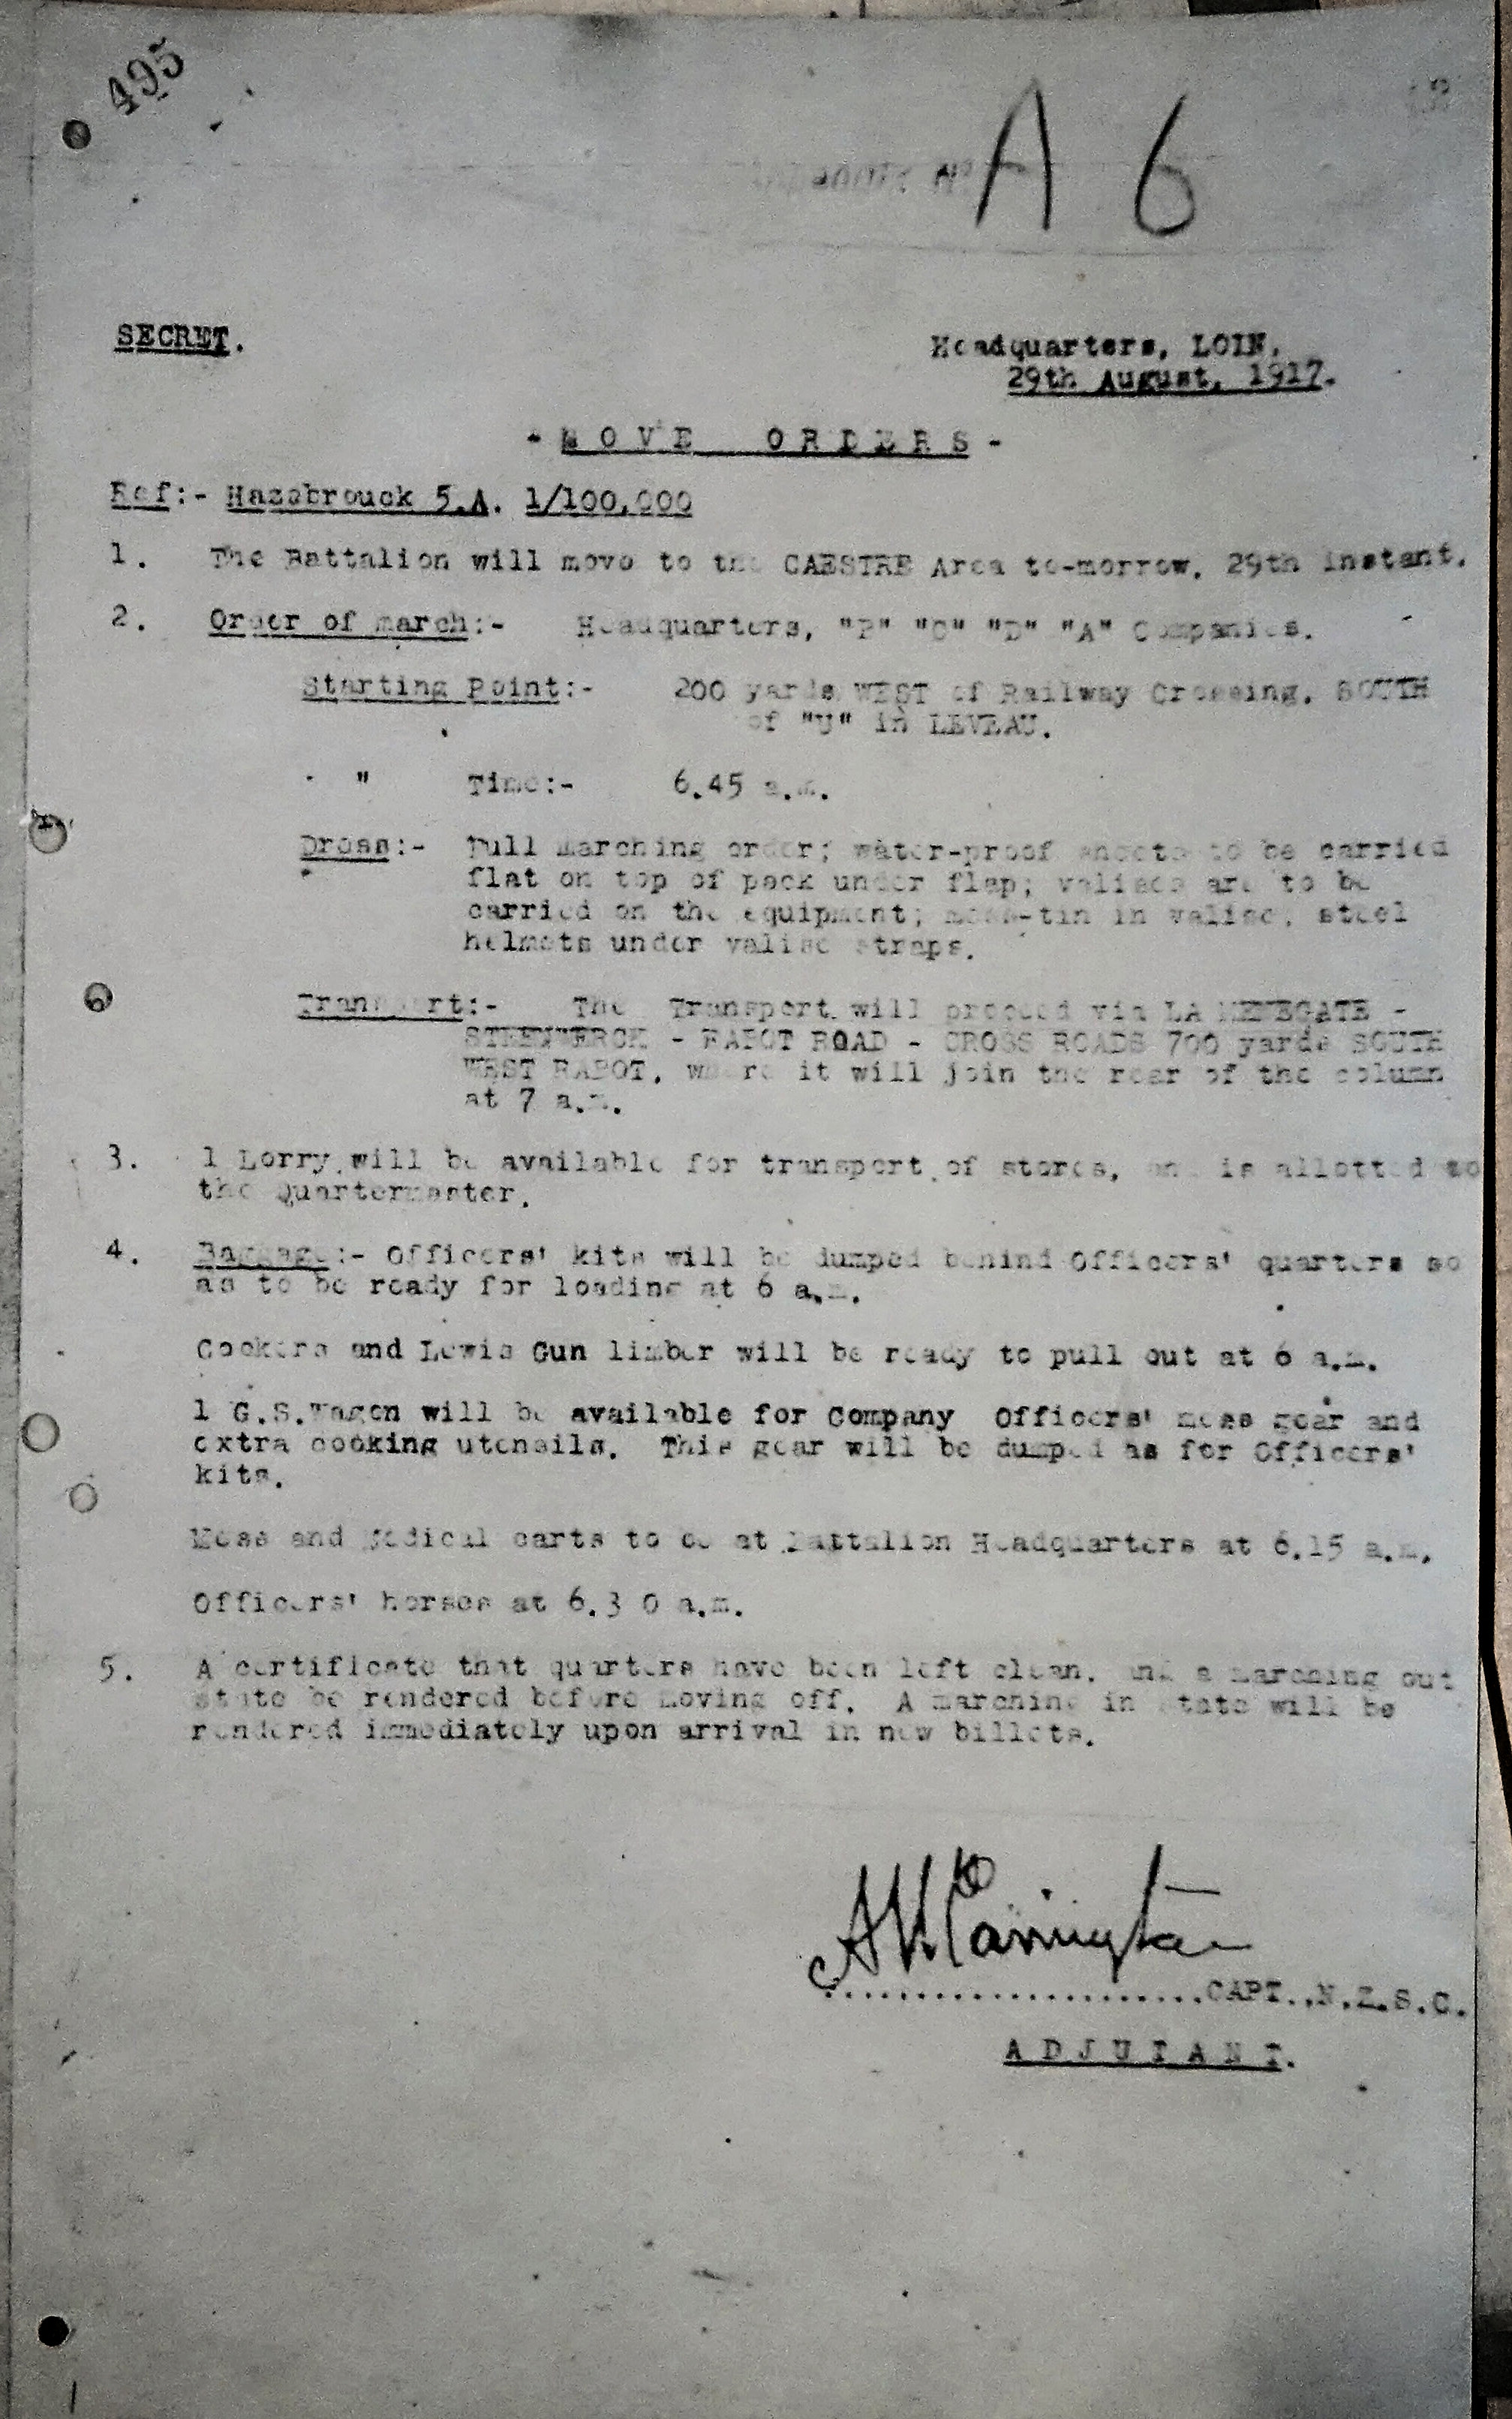 495
A 6
SECRET.
Headquarters, LOIN.
29th August, 1917.
- M O V E   O R D E R S -
Ref:- Hazebrouck 5.A. 1/100,000
1. The Battalion will move to the CAESTRE Area to-morrow, 29th instant.
2. Order of march:- Headquarters, "B" "C" "D" "A" Companies.
Starting Point:- 200 yards WEST of Railway Crossing, SOUTH
of "U" in LEVEAU.
" Time:- 6.45 a.m.
Dress:- Full marching order; water-proof sheets to be carried
flat on top of pack under flap; valises are to be
carried on the equipment; mess-tin in valise, steel
helmets under valise straps.
Transport:- The Transport will proceed via LA MENEGATE -
STEENWERCK - RABOT ROAD - CROSS ROADS 700 yards SOUTH
WEST RABOT, where it will join the rear of the column
at 7 a.m.
3. 1 Lorry will be available for transport of stores, and is allotted to
the Quartermaster.
4. Baggage:- Officers' kits will be dumped behind Officers' quarters so
as to be ready for loading at 6 a.m.
Cookers and Lewis Gun limber will be ready to pull out at 6 a.m.
1 G.S.Wagon will be available for Company Officers' mess gear and
extra cooking utensils. This gear will be dumped as for Officers'
kits.
Mess and Medical carts to be at Battalion Headquarters at 6.15 a.m.
Officers' horses at 6.3 0 a.m.
5. A certificate that quarters have been left clean, and a marching out
state be rendered before moving off. A marching in state will be
rendered immediately upon arrival in new billets.
Carrington
......................CAPT.,N.Z.S.C.
A D J U T A N T.